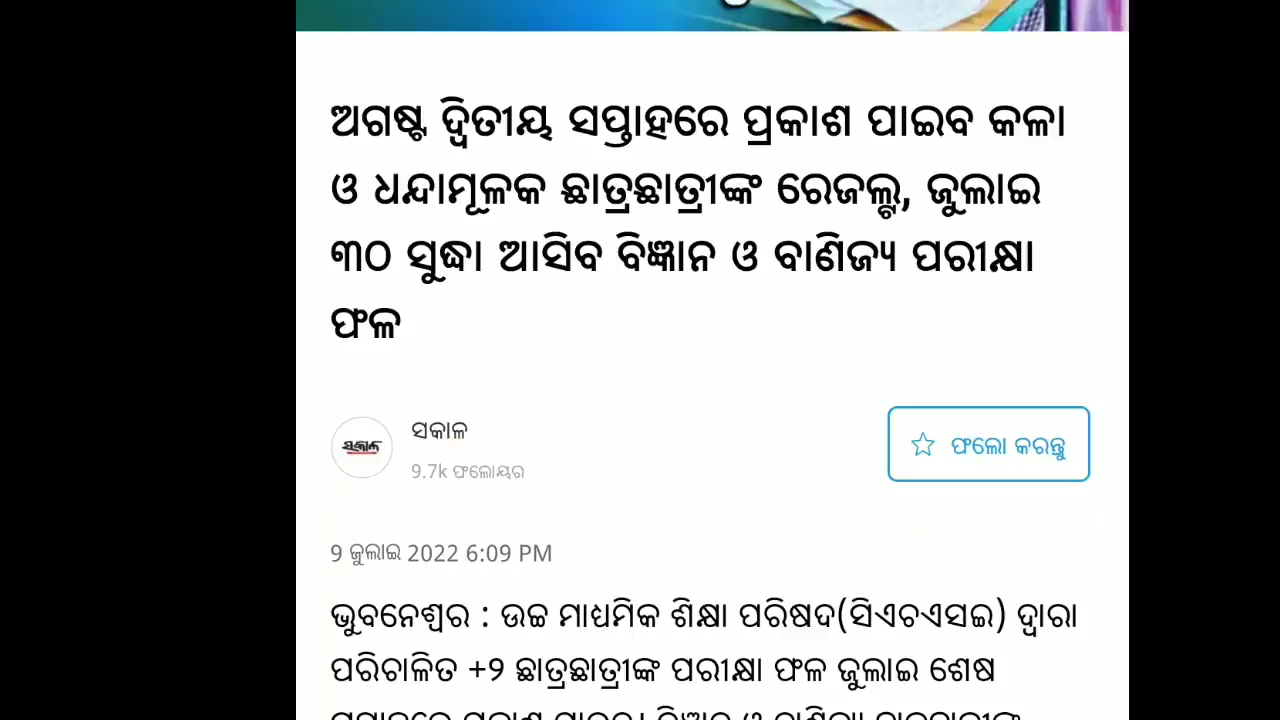 ଅଗଷ୍ଟ ଦ୍ୱିତୀୟ ସପ୍ତାହରେ ପ୍ରକାଶ ପାଇବ କଳା
ଓ ଧନ୍ଦାମୂଳକ ଛାତ୍ରଛାତ୍ରୀଙ୍କ ରେଜଲ୍ଟ, ଜୁଲାଇ
୩୦ ସୁଦ୍ଧା ଆସିବ ବିଜ୍ଞାନ ଓ ବାଣିଜ୍ୟ ପରୀକ୍ଷା
ଫଳ
ସକାଳ
ସକାଳ
9.7k ଫଲୋୟର
ଫଲୋ କରନ୍ତୁ
9 ଜୁଲାଇ 2022 6:09 PM
ଭୁବନେଶ୍ୱର : ଉଚ୍ଚ ମାଧ୍ୟମିକ ଶିକ୍ଷା ପରିଷଦ(ସିଏଚଏସଇ) ଦ୍ୱାରା
ପରିଚାଳିତ +୨ ଛାତ୍ରଛାତ୍ରୀଙ୍କ ପରୀକ୍ଷା ଫଳ ଜୁଲାଇ ଶେଷ